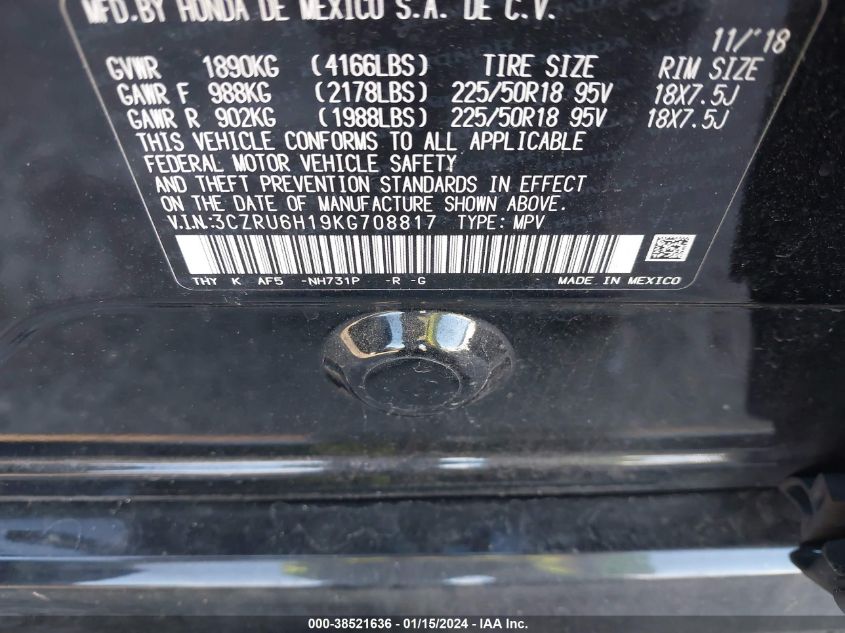 MFD.BY HONDA DE MEXICO S.A. DE C.V.
11/'18
GVWR 1890KG (4166LBS) TIRE SIZE RIM SIZE
GAWR F 988KG (2178LBS) 225/50R18 95V 18X7.5J
GAWR R 902KG (1988LBS) 225/50R18 95V 18X7.5J
THIS VEHICLE CONFORMS TO ALL APPLICABLE
FEDERAL MOTOR VEHICLE SAFETY
AND THEFT PREVENTION STANDARDS IN EFFECT
ON THE DATE OF MANUFACTURE SHOWN ABOVE.
V.I.N:3CZRU6H19KG708817 TYPE: MPV
THY K AF5 -NH731P -R -G MADE IN MEXICO
000-38521636 - 01/15/2024 - IAA Inc.